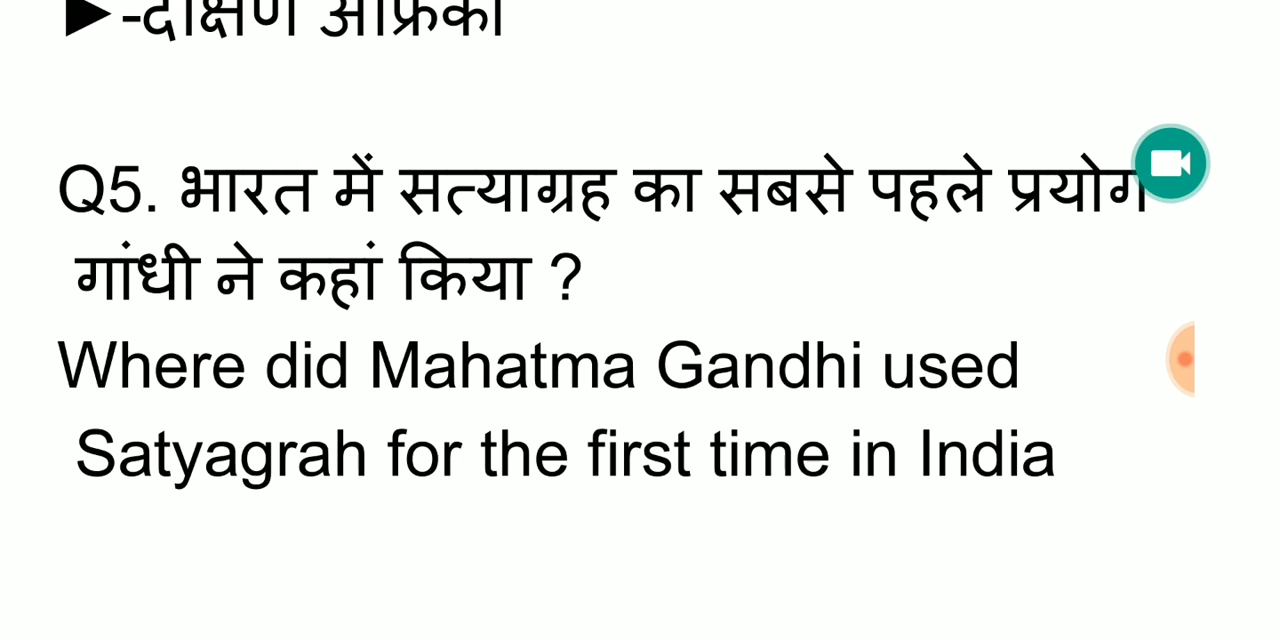 ►-दक्षिण अफ्रिका
Q5. भारत में सत्याग्रह का सबसे पहले प्रयोग
गांधी ने कहां किया ?
Where did Mahatma Gandhi used
Satyagrah for the first time in India